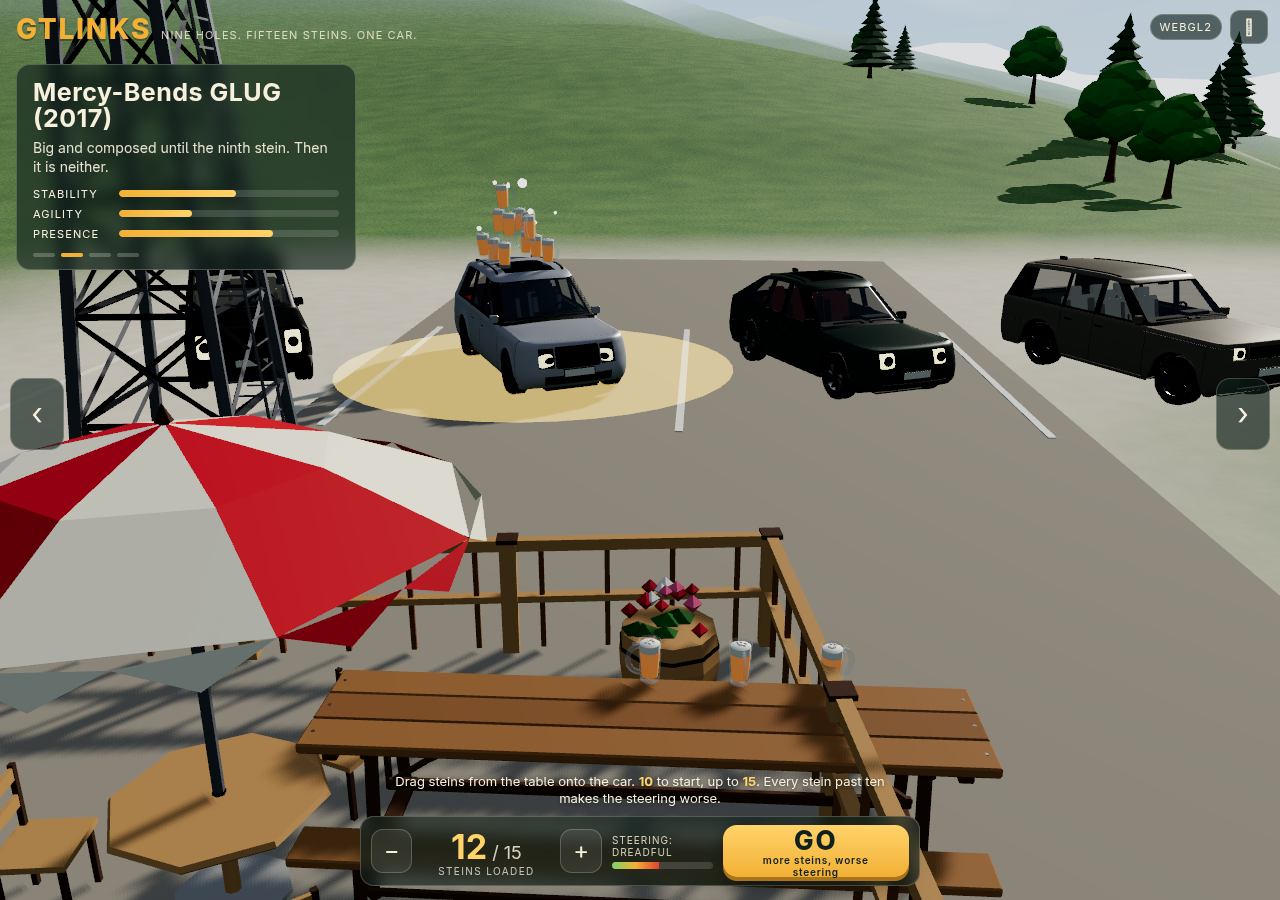 GTLINKS NINE HOLES. FIFTEEN STEINS. ONE CAR.
WEBGL2
Mercy-Bends GLUG
(2017)
Big and composed until the ninth stein. Then
it is neither.
STABILITY
AGILITY
PRESENCE
‹
›
Drag steins from the table onto the car. 10 to start, up to 15. Every stein past ten
makes the steering worse.
−
12 / 15
STEINS LOADED
+
STEERING:
DREADFUL
GO
more steins, worse
steering